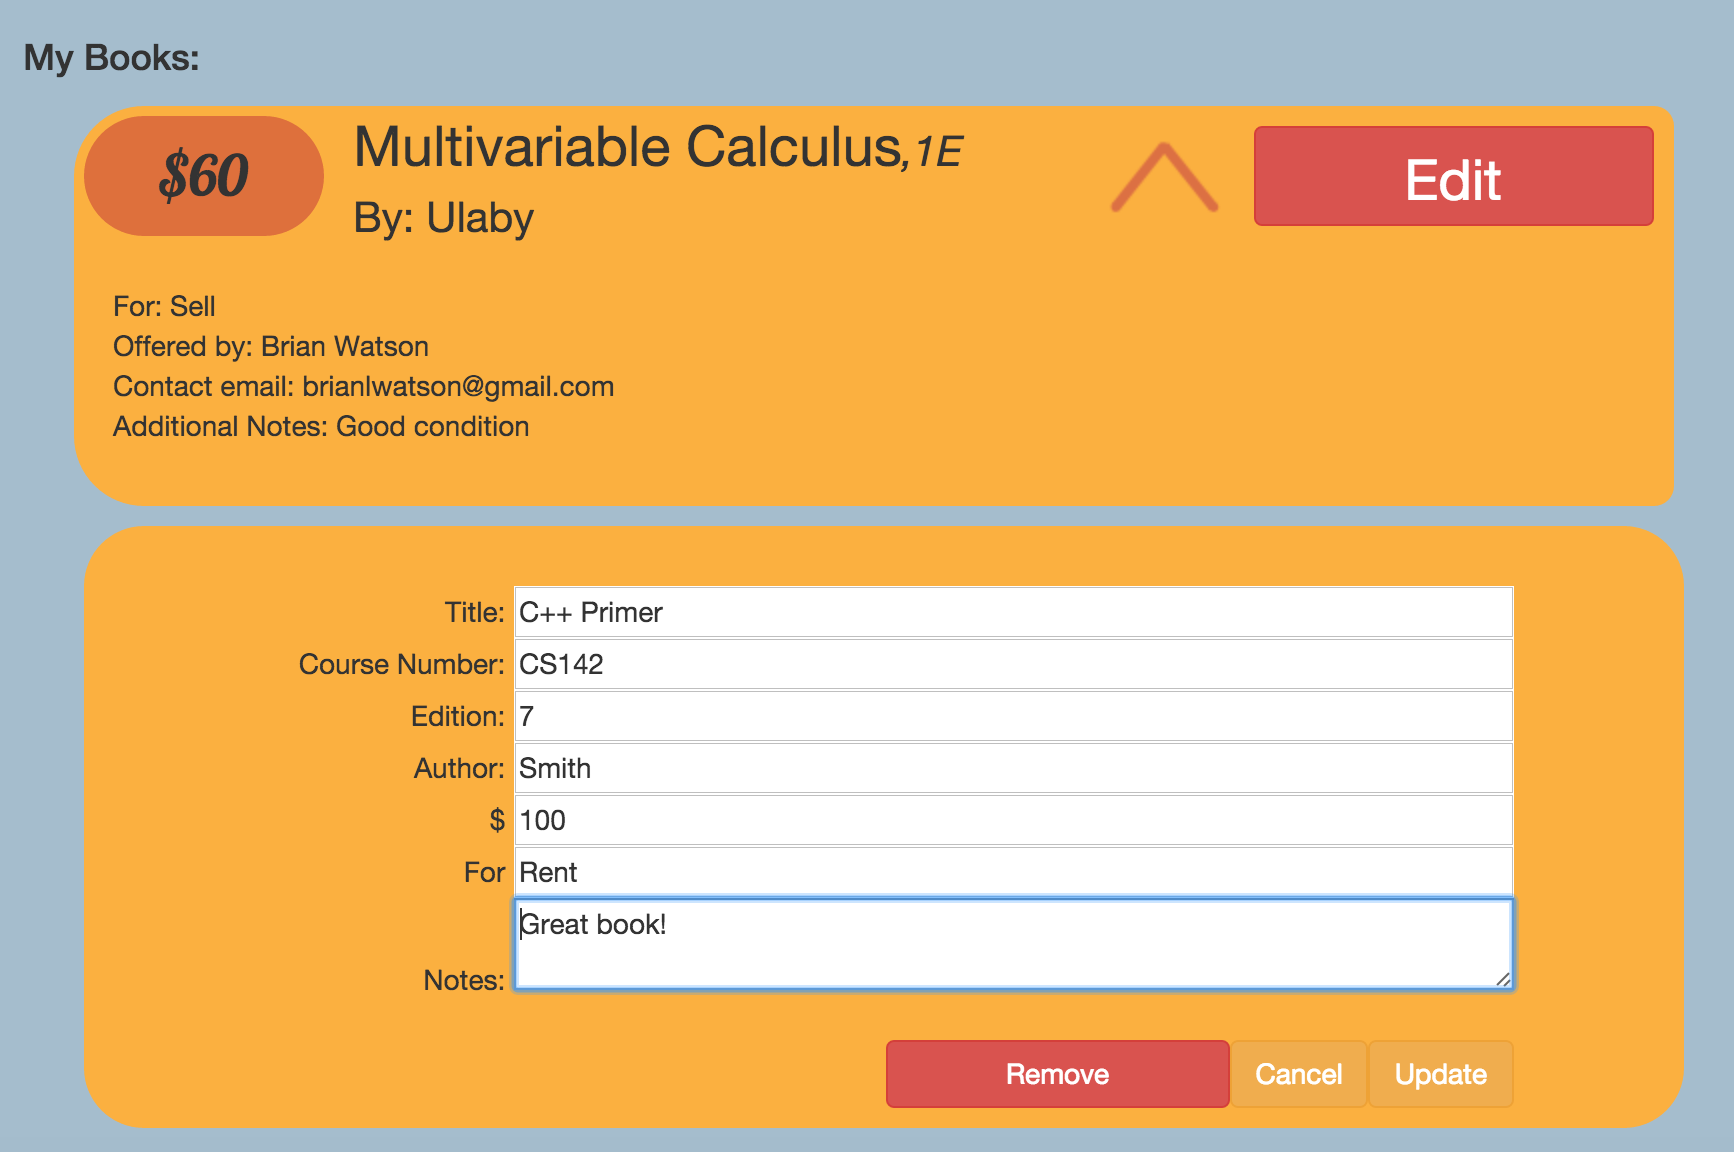 My Books:
$60
Multivariable Calculus,1E
By: Ulaby
Edit
For: Sell
Offered by: Brian Watson
Contact email: brianlwatson@gmail.com
Additional Notes: Good condition
Title: C++ Primer
Course Number: CS142
Edition: 7
Author: Smith
$ 100
For Rent
Notes: Great book!
Remove Cancel Update